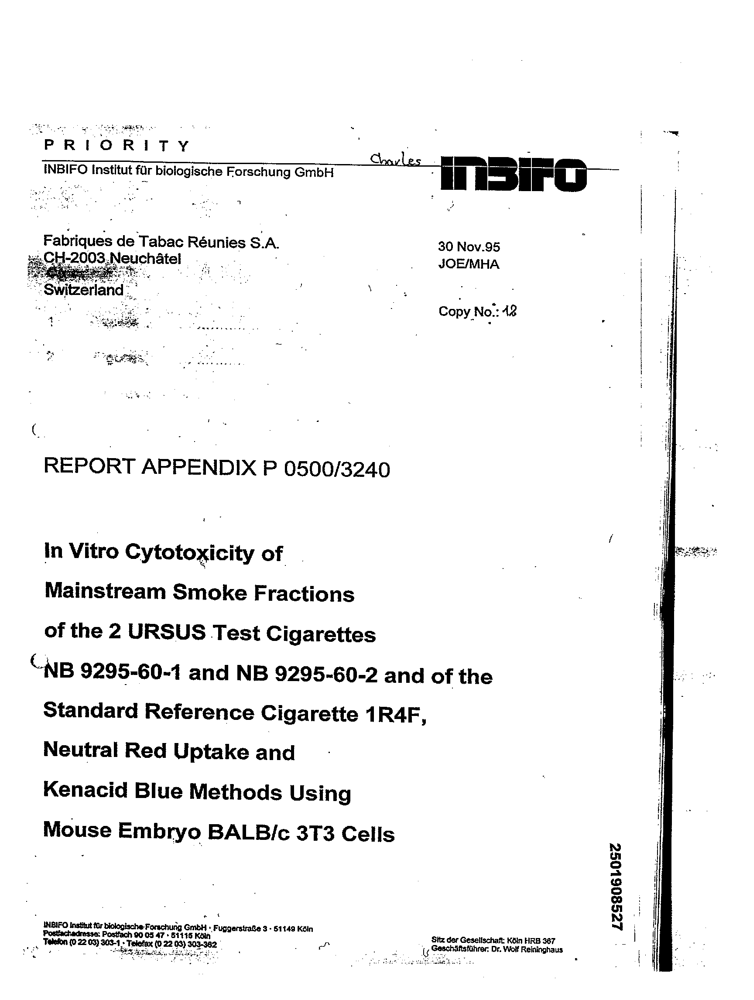 P R I O R I T Y
Charles
INBIFO Institut für biologische Forschung GmbH
INBIFO
Fabriques de Tabac Réunies S.A.
CH-2003 Neuchâtel
Switzerland
30 Nov.95
JOE/MHA
Copy No.: 12
REPORT APPENDIX P 0500/3240
In Vitro Cytotoxicity of
Mainstream Smoke Fractions
of the 2 URSUS Test Cigarettes
NB 9295-60-1 and NB 9295-60-2 and of the
Standard Reference Cigarette 1R4F,
Neutral Red Uptake and
Kenacid Blue Methods Using
Mouse Embryo BALB/c 3T3 Cells
2501908527
INBIFO Institut für biologische Forschung GmbH · Fuggerstraße 3 · 51149 Köln
Postfachadresse: Postfach 90 05 47 · 51115 Köln
Telefon (0 22 03) 303-1 · Telefax (0 22 03) 303-362
Sitz der Gesellschaft: Köln HRB 367
Geschäftsführer: Dr. Wolf Reininghaus